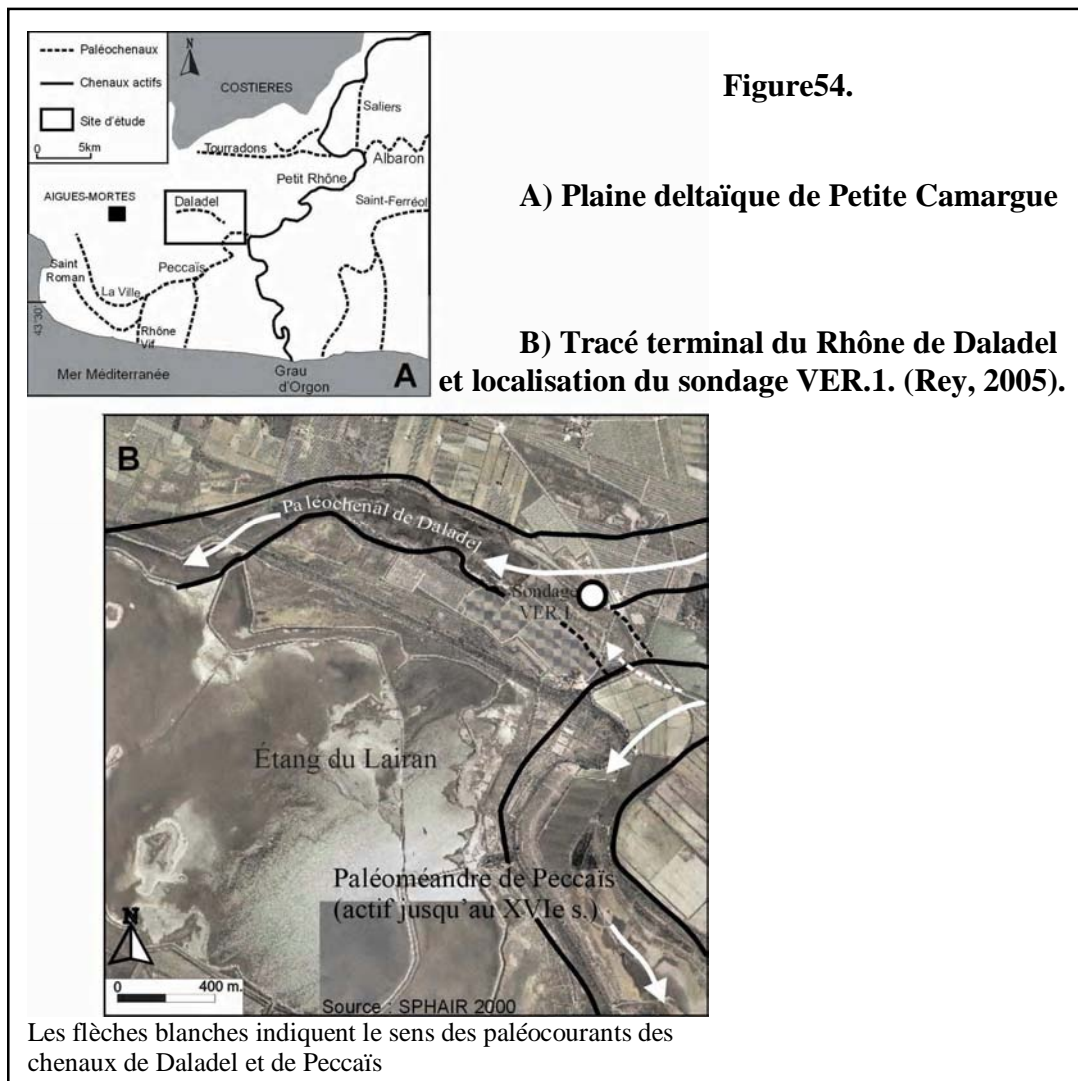 Figure54.
A) Plaine deltaïque de Petite Camargue
B) Tracé terminal du Rhône de Daladel
et localisation du sondage VER.1. (Rey, 2005).
Paléochenaux
Chenaux actifs
Site d'étude
0 5km
N
COSTIERES
Saliers
Tourradons
Albaron
Petit Rhône
AIGUES-MORTES
Daladel
Saint-Ferréol
Peccaïs
Saint
Roman
La Ville
Rhône
Vif
43°30'
Mer Méditerranée
Grau
d'Orgon
A
B
Paléochenal de Daladel
Sondage
VER.1
Étang du Lairan
Paléoméandre de Peccaïs
(actif jusqu'au XVIe s.)
N
0 400 m.
Source : SPHAIR 2000
Les flèches blanches indiquent le sens des paléocourants des
chenaux de Daladel et de Peccaïs